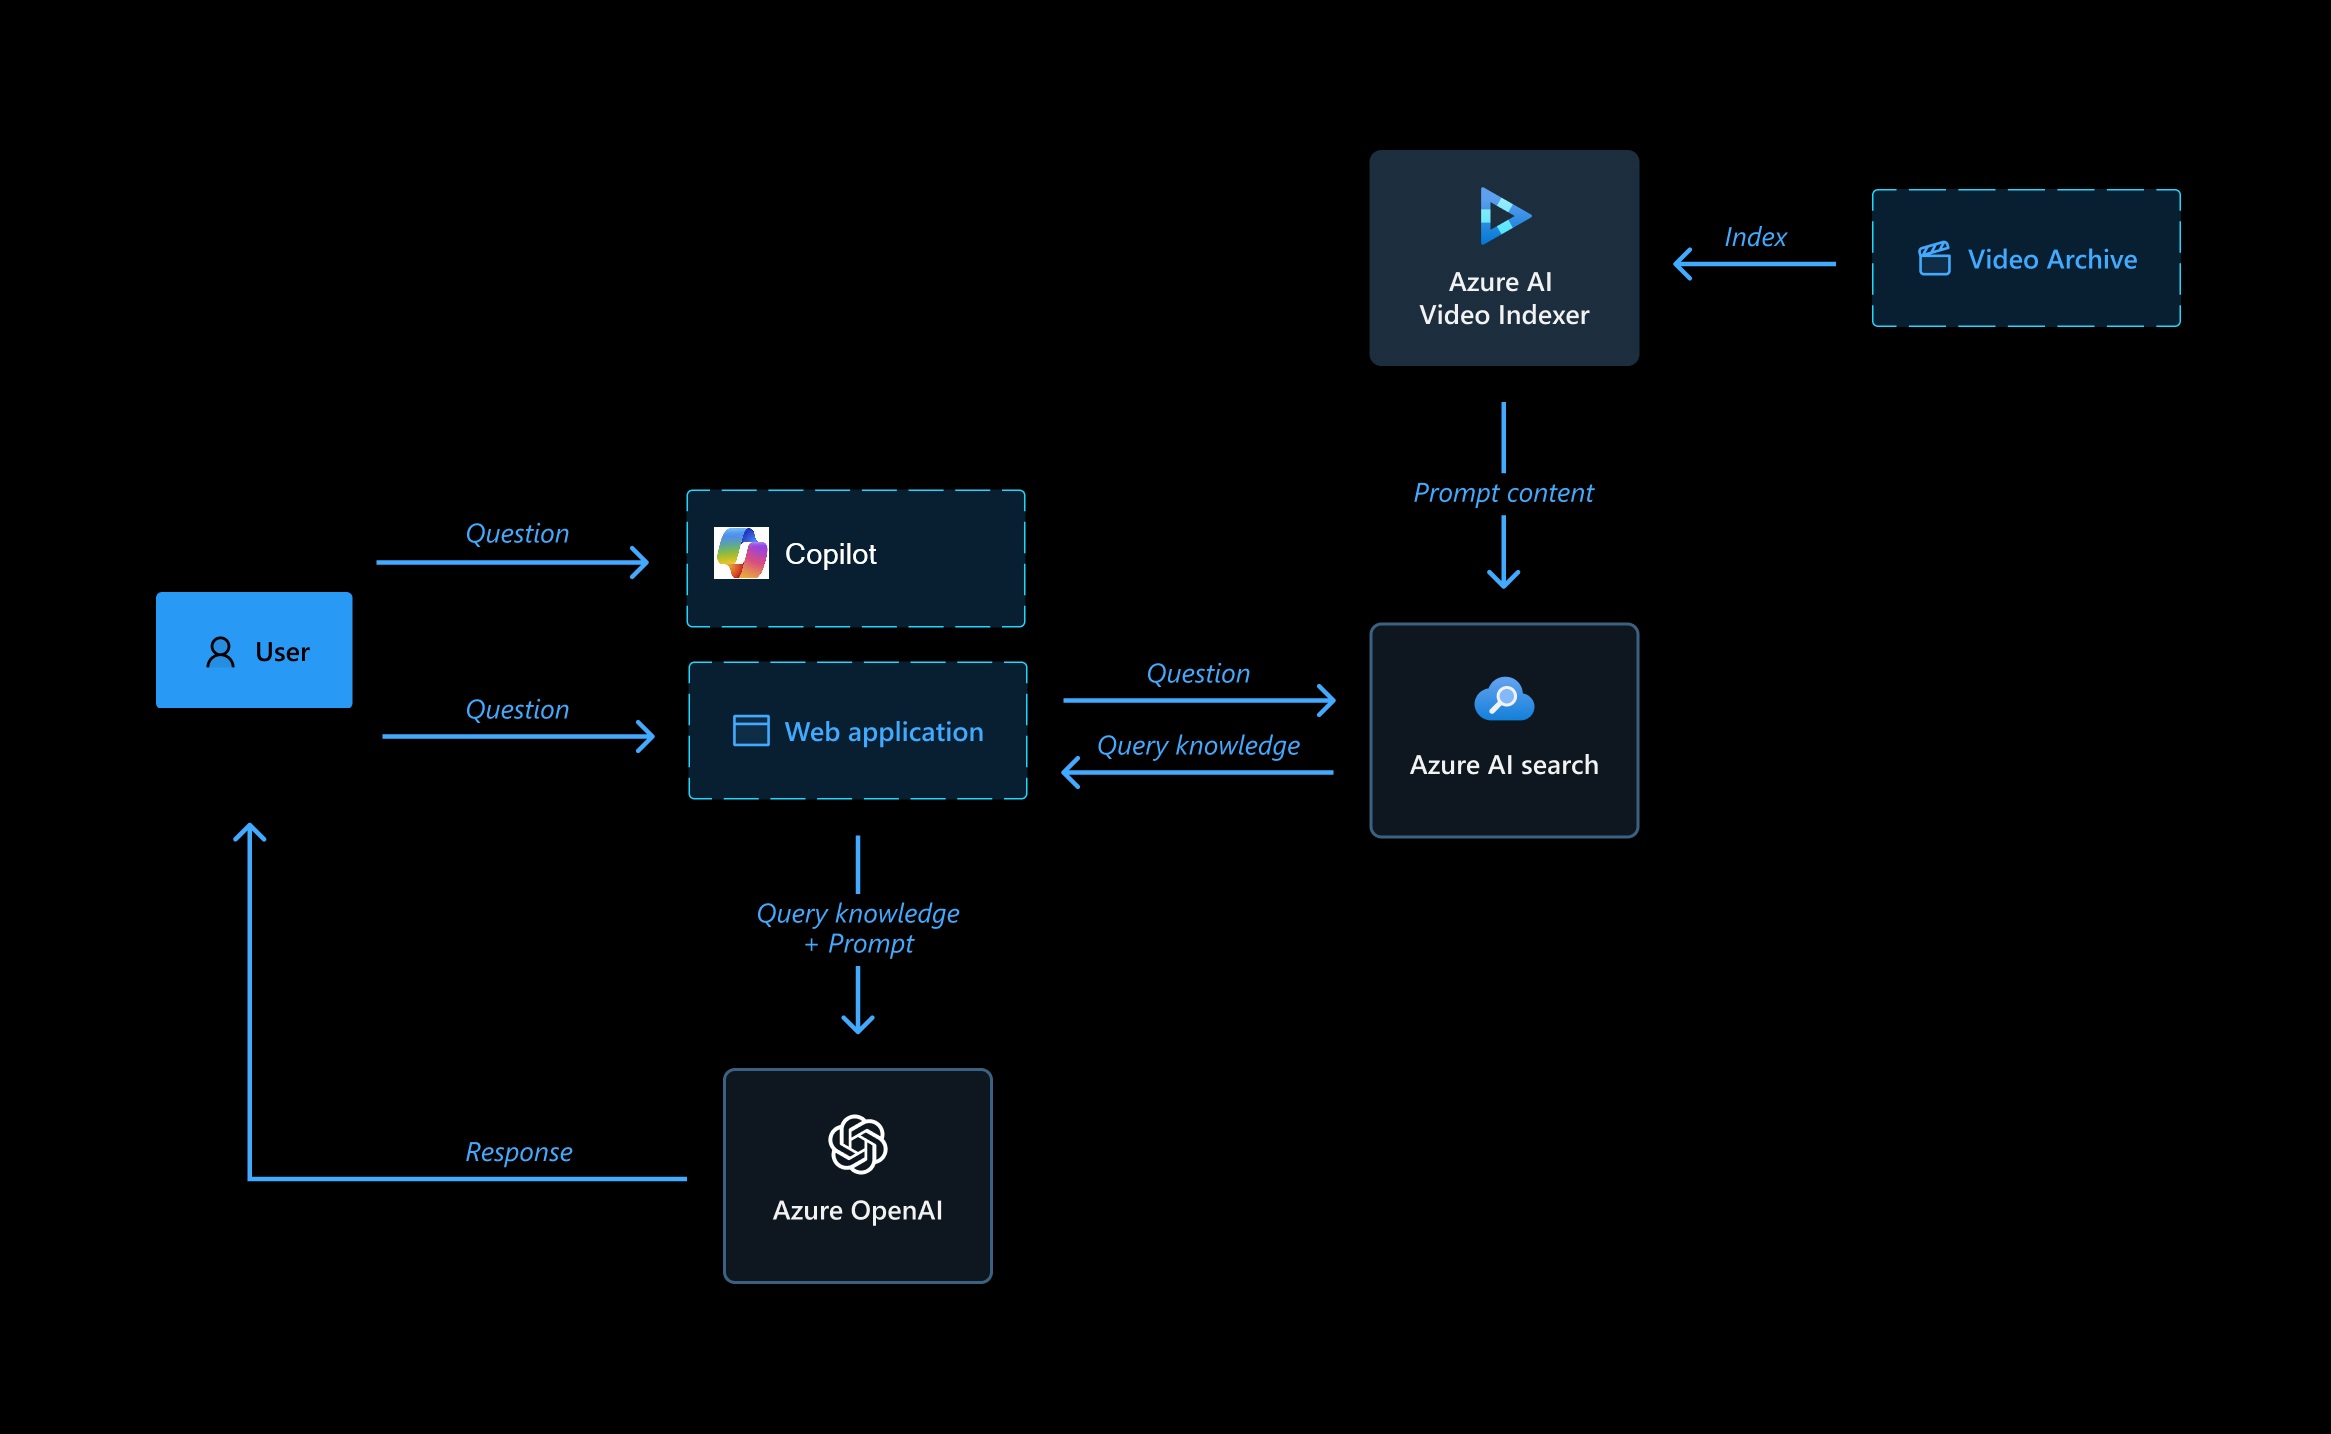 Azure AI
Video Indexer
Index
Video Archive
Prompt content
Question
Copilot
User
Question
Web application
Question
Query knowledge
Azure AI search
Query knowledge
+ Prompt
Response
Azure OpenAI